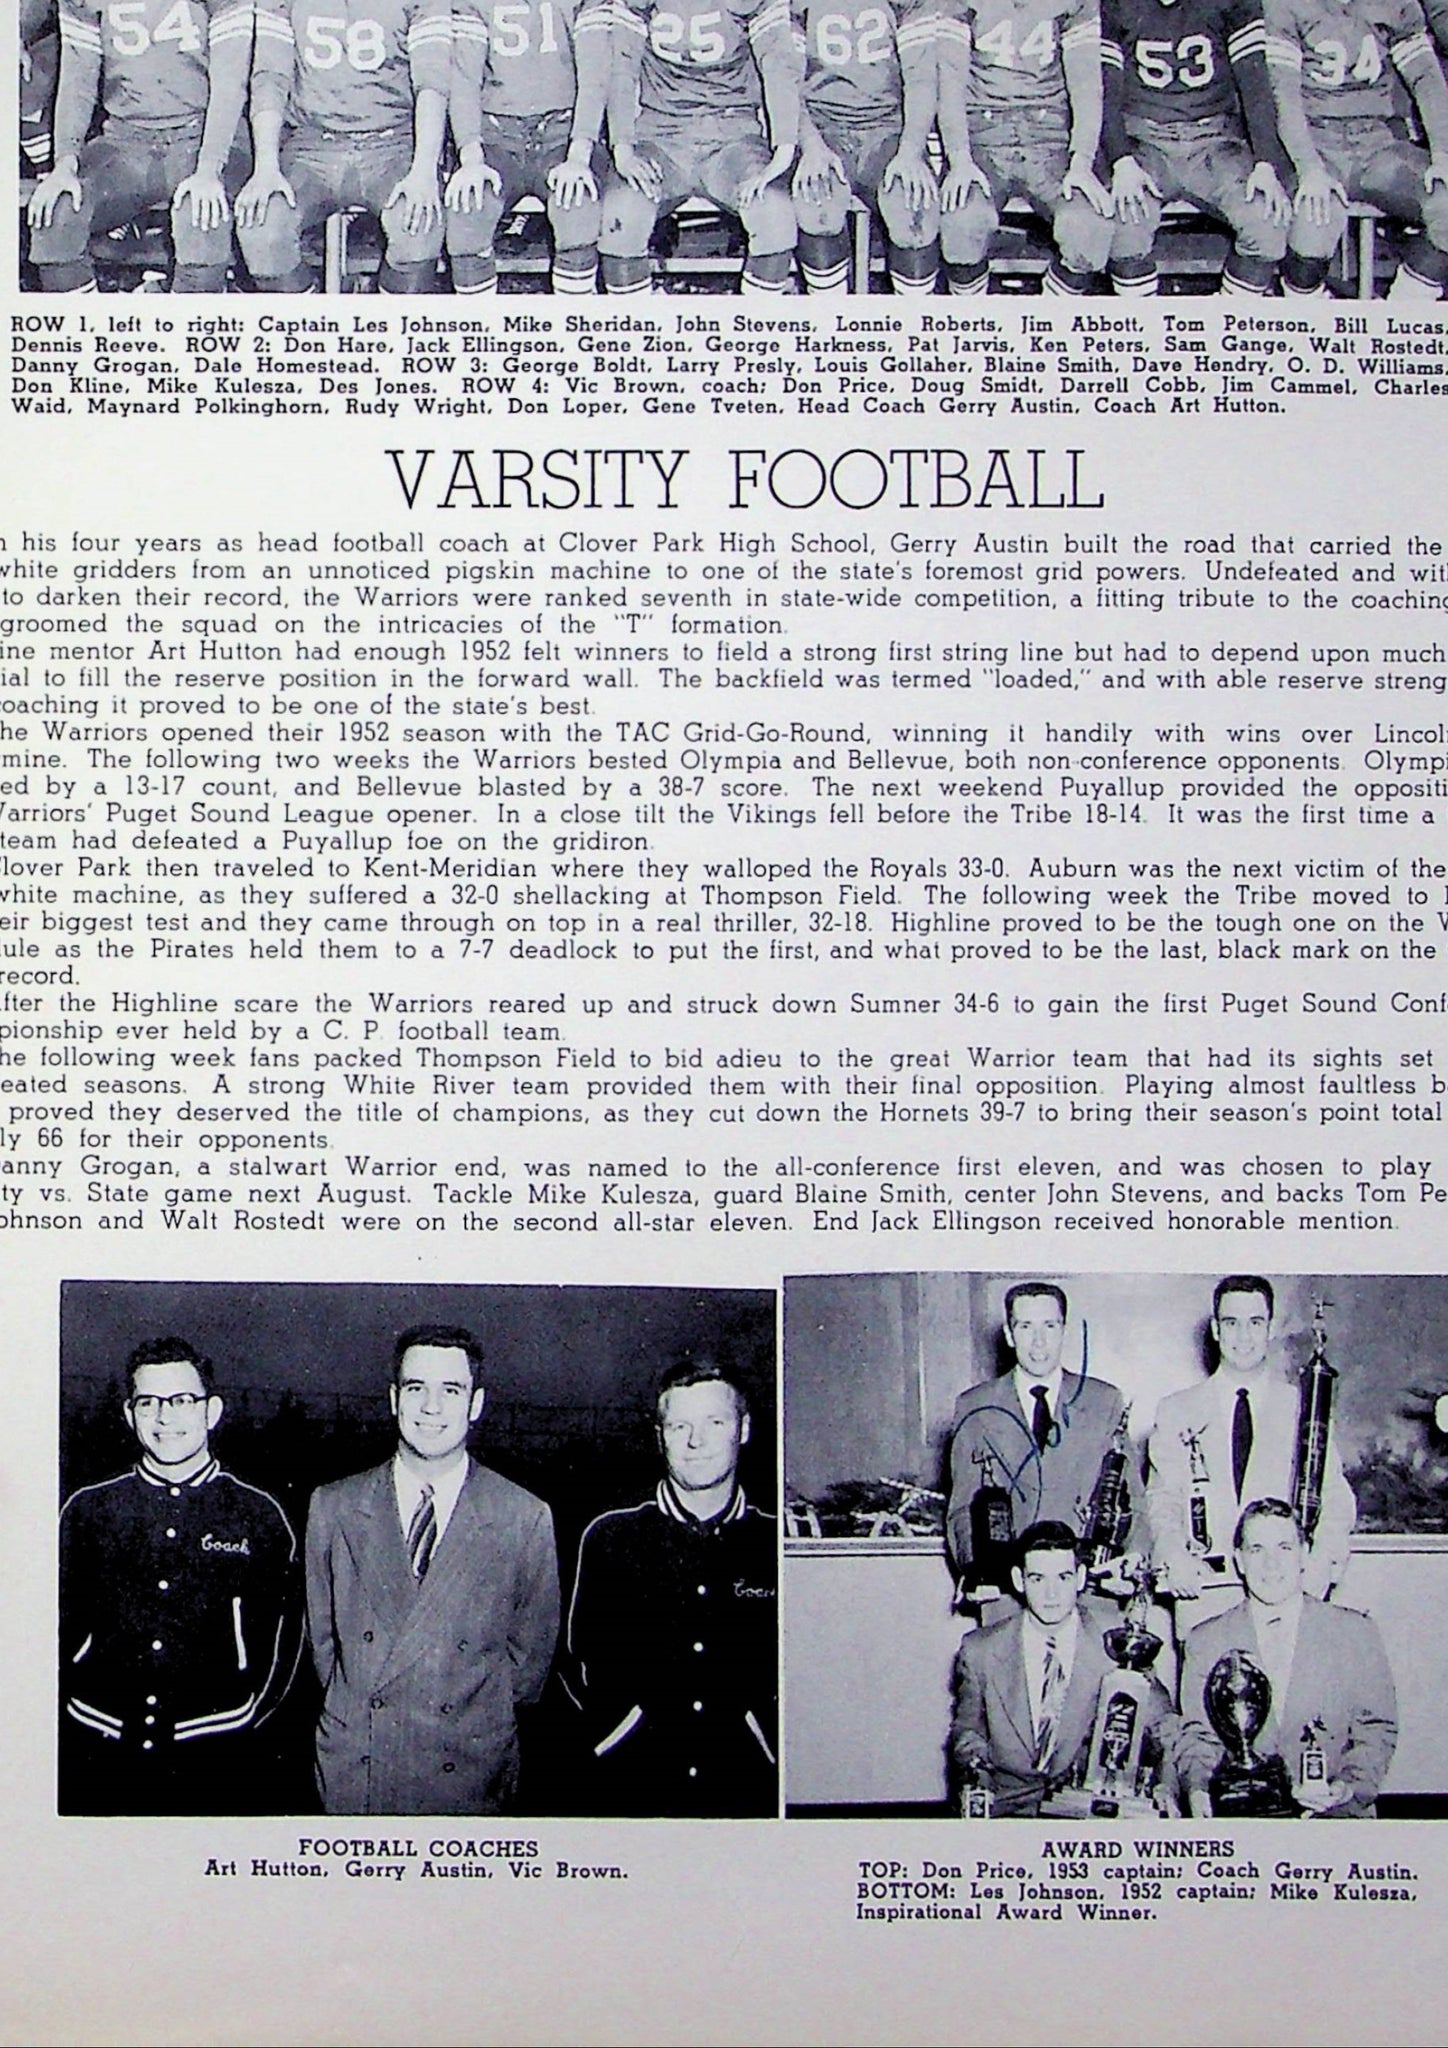 54 58 51 25 62 44 53 34
ROW 1, left to right: Captain Les Johnson, Mike Sheridan, John Stevens, Lonnie Roberts, Jim Abbott, Tom Peterson, Bill Lucas,
Dennis Reeve. ROW 2: Don Hare, Jack Ellingson, Gene Zion, George Harkness, Pat Jarvis, Ken Peters, Sam Gange, Walt Rostedt,
Danny Grogan, Dale Homestead. ROW 3: George Boldt, Larry Presly, Louis Gollaher, Blaine Smith, Dave Hendry, O. D. Williams,
Don Kline, Mike Kulesza, Des Jones. ROW 4: Vic Brown, coach; Don Price, Doug Smidt, Darrell Cobb, Jim Cammel, Charles
Waid, Maynard Polkinghorn, Rudy Wright, Don Loper, Gene Tveten, Head Coach Gerry Austin, Coach Art Hutton.
VARSITY FOOTBALL
n his four years as head football coach at Clover Park High School, Gerry Austin built the road that carried the
white gridders from an unnoticed pigskin machine to one of the state's foremost grid powers. Undefeated and with
to darken their record, the Warriors were ranked seventh in state-wide competition, a fitting tribute to the coaching
groomed the squad on the intricacies of the "T" formation.
ine mentor Art Hutton had enough 1952 felt winners to field a strong first string line but had to depend upon much
ial to fill the reserve position in the forward wall. The backfield was termed "loaded," and with able reserve streng
coaching it proved to be one of the state's best.
he Warriors opened their 1952 season with the TAC Grid-Go-Round, winning it handily with wins over Lincol
mine. The following two weeks the Warriors bested Olympia and Bellevue, both non-conference opponents. Olympi
ed by a 13-17 count, and Bellevue blasted by a 38-7 score. The next weekend Puyallup provided the oppositi
Warriors' Puget Sound League opener. In a close tilt the Vikings fell before the Tribe 18-14. It was the first time a
team had defeated a Puyallup foe on the gridiron.
lover Park then traveled to Kent-Meridian where they walloped the Royals 33-0. Auburn was the next victim of the
white machine, as they suffered a 32-0 shellacking at Thompson Field. The following week the Tribe moved to
eir biggest test and they came through on top in a real thriller, 32-18. Highline proved to be the tough one on the W
ule as the Pirates held them to a 7-7 deadlock to put the first, and what proved to be the last, black mark on the
record.
fter the Highline scare the Warriors reared up and struck down Sumner 34-6 to gain the first Puget Sound Confe
pionship ever held by a C. P. football team.
he following week fans packed Thompson Field to bid adieu to the great Warrior team that had its sights set
eated seasons. A strong White River team provided them with their final opposition. Playing almost faultless b
proved they deserved the title of champions, as they cut down the Hornets 39-7 to bring their season's point total
ly 66 for their opponents.
anny Grogan, a stalwart Warrior end, was named to the all-conference first eleven, and was chosen to play
ty vs. State game next August. Tackle Mike Kulesza, guard Blaine Smith, center John Stevens, and backs Tom Pe
ohnson and Walt Rostedt were on the second all-star eleven. End Jack Ellingson received honorable mention.
Coach Coac
Don
FOOTBALL COACHES
Art Hutton, Gerry Austin, Vic Brown.
AWARD WINNERS
TOP: Don Price, 1953 captain; Coach Gerry Austin.
BOTTOM: Les Johnson, 1952 captain; Mike Kulesza,
Inspirational Award Winner.